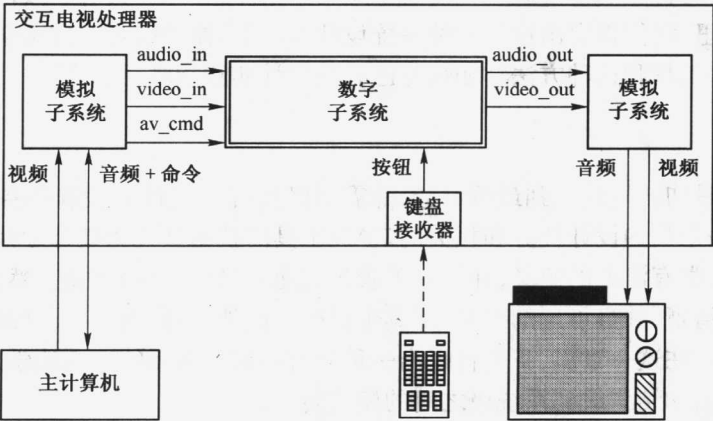 交互电视处理器
audio_in
audio_out
模拟
子系统
video_in
数字
子系统
video_out
模拟
子系统
av_cmd
视频
音频 + 命令
按钮
音频
视频
键盘
接收器
主计算机